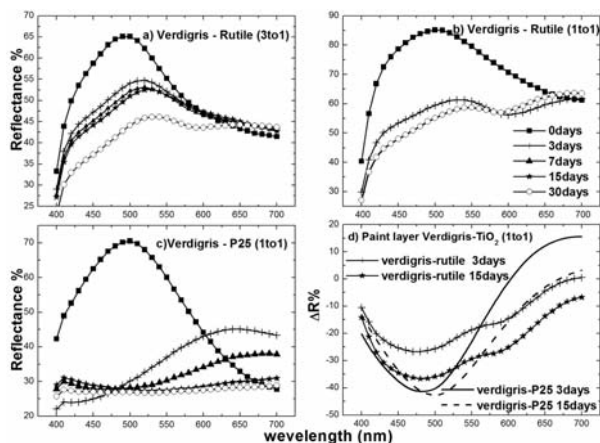 a) Verdigris - Rutile (3to1)
Reflectance %
75
70
65
60
55
50
45
40
35
30
25
400 450 500 550 600 650 700
b) Verdigris - Rutile (1to1)
90
80
70
60
50
40
30
0days
3days
7days
15days
30days
400 450 500 550 600 650 700
c)Verdigris - P25 (1to1)
Reflectance %
80
70
60
50
40
30
20
400 450 500 550 600 650 700
d) Paint layer Verdigris-TiO2 (1to1)
verdigris-rutile 3days
verdigris-rutile 15days
ΔR%
20
10
0
-10
-20
-30
-40
-50
verdigris-P25 3days
verdigris-P25 15days
400 450 500 550 600 650 700
wavelength (nm)